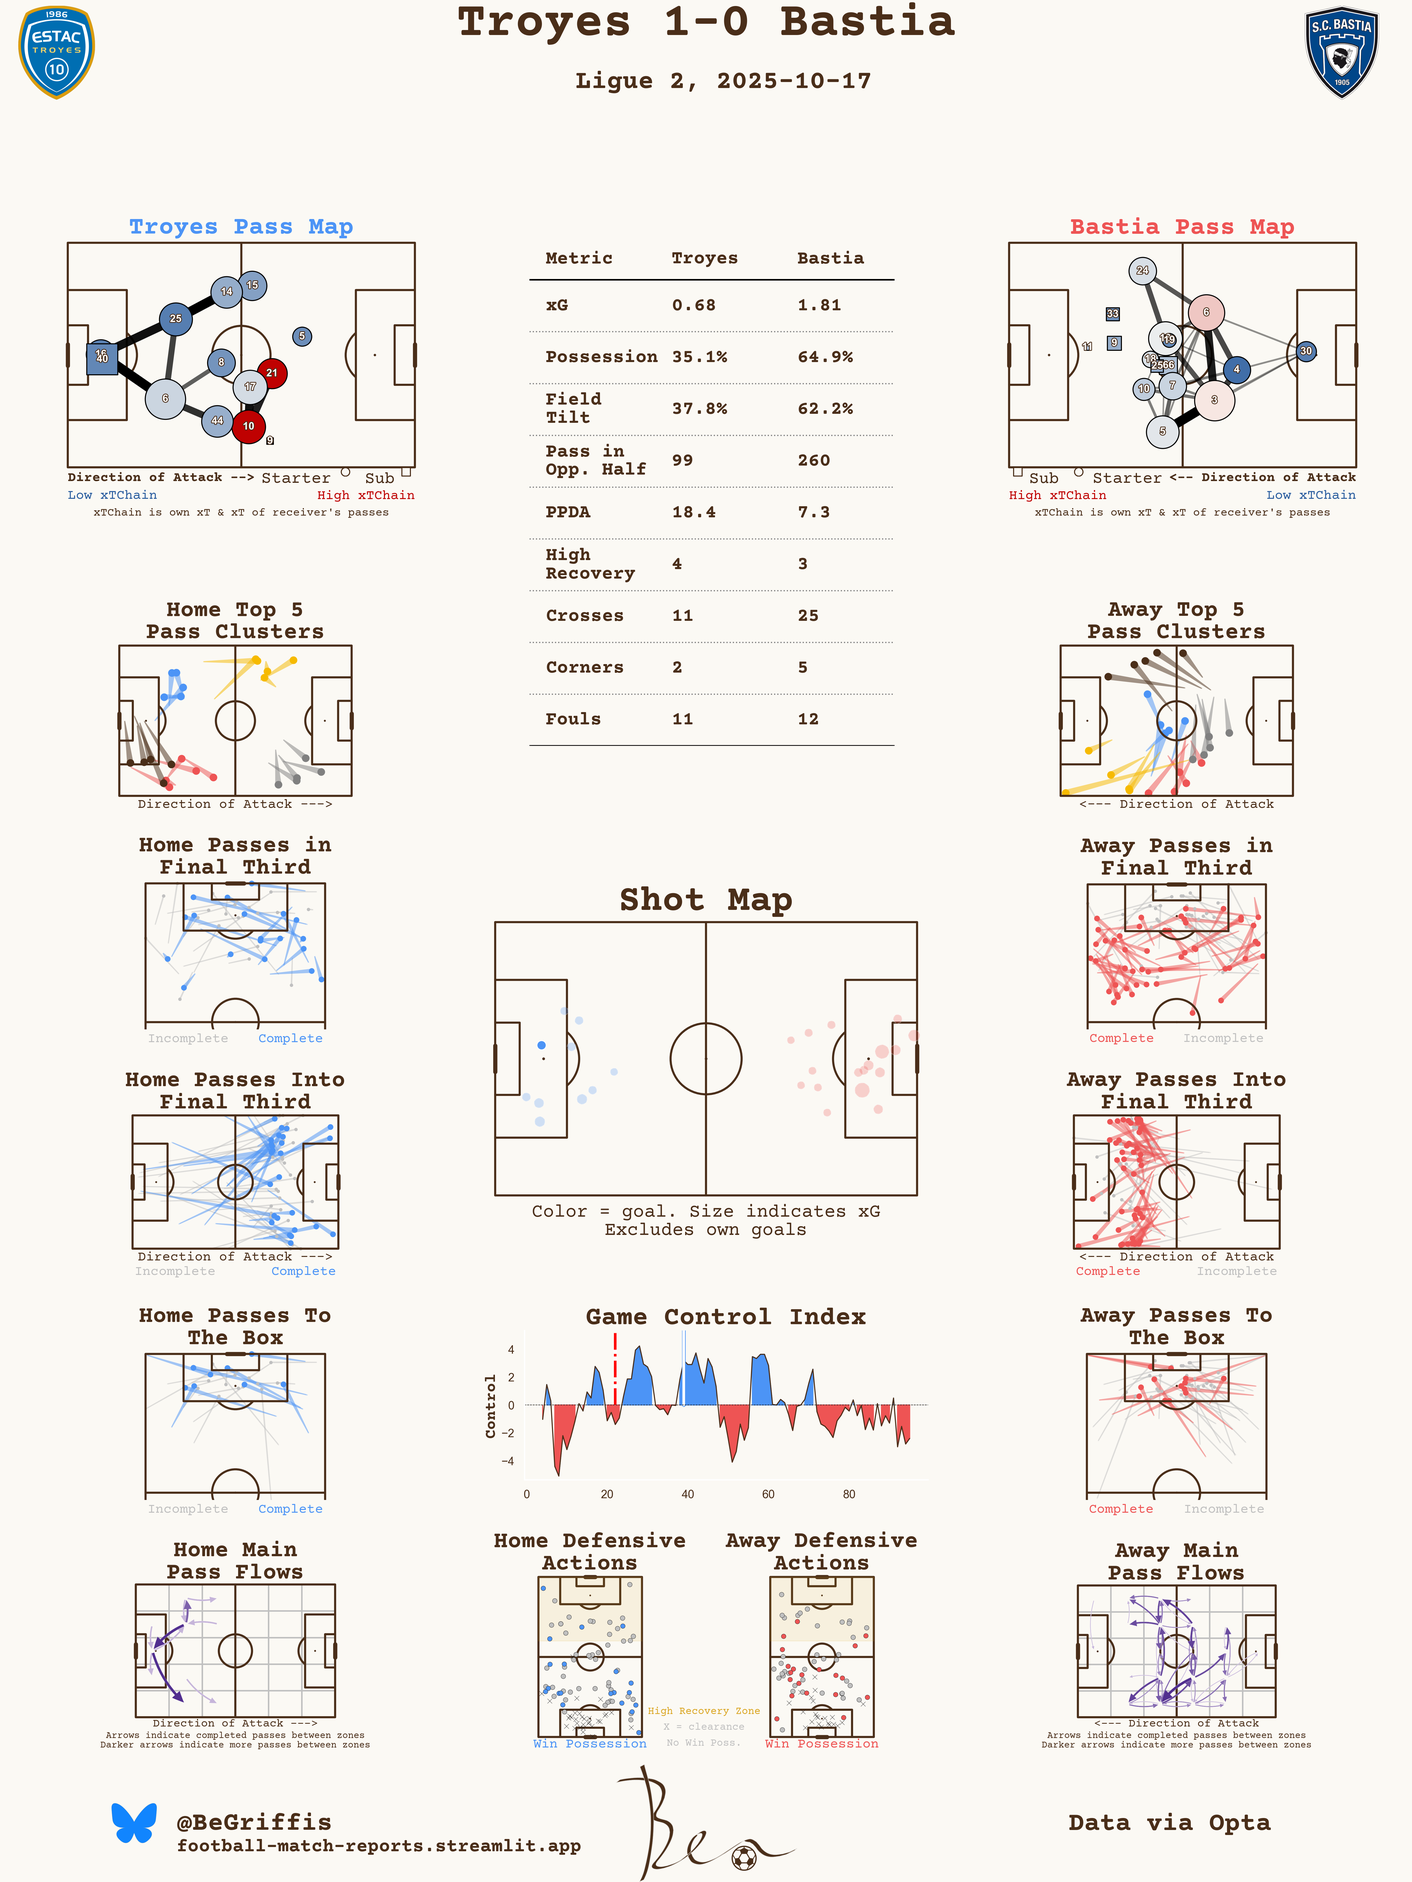 Troyes 1-0 Bastia
Ligue 2, 2025-10-17
1986
ESTAC
TROYES
10
S.C. BASTIA
1905
Troyes Pass Map
14
15
25
5
40
8
21
17
6
44
10
9
Direction of Attack --> Starter Sub
Low xTChain High xTChain
xTChain is own xT & xT of receiver's passes
Metric Troyes Bastia
xG 0.68 1.81
Possession 35.1% 64.9%
Field
Tilt 37.8% 62.2%
Pass in
Opp. Half 99 260
PPDA 18.4 7.3
High
Recovery 4 3
Crosses 11 25
Corners 2 5
Fouls 11 12
Bastia Pass Map
24
33
6
11
9
19
30
25
66
4
10
7
3
5
Sub Starter <-- Direction of Attack
High xTChain Low xTChain
xTChain is own xT & xT of receiver's passes
Home Top 5
Pass Clusters
Direction of Attack --->
Away Top 5
Pass Clusters
<--- Direction of Attack
Home Passes in
Final Third
Incomplete Complete
Away Passes in
Final Third
Complete Incomplete
Shot Map
Color = goal. Size indicates xG
Excludes own goals
Home Passes Into
Final Third
Direction of Attack --->
Incomplete Complete
Away Passes Into
Final Third
<--- Direction of Attack
Complete Incomplete
Game Control Index
Control
4
2
0
−2
−4
0 20 40 60 80
Home Passes To
The Box
Incomplete Complete
Away Passes To
The Box
Complete Incomplete
Home Main
Pass Flows
Direction of Attack --->
Arrows indicate completed passes between zones
Darker arrows indicate more passes between zones
Home Defensive
Actions
Win Possession
Away Defensive
Actions
Win Possession
High Recovery Zone
X = clearance
No Win Poss.
Away Main
Pass Flows
<--- Direction of Attack
Arrows indicate completed passes between zones
Darker arrows indicate more passes between zones
@BeGriffis
football-match-reports.streamlit.app
Ben
Data via Opta